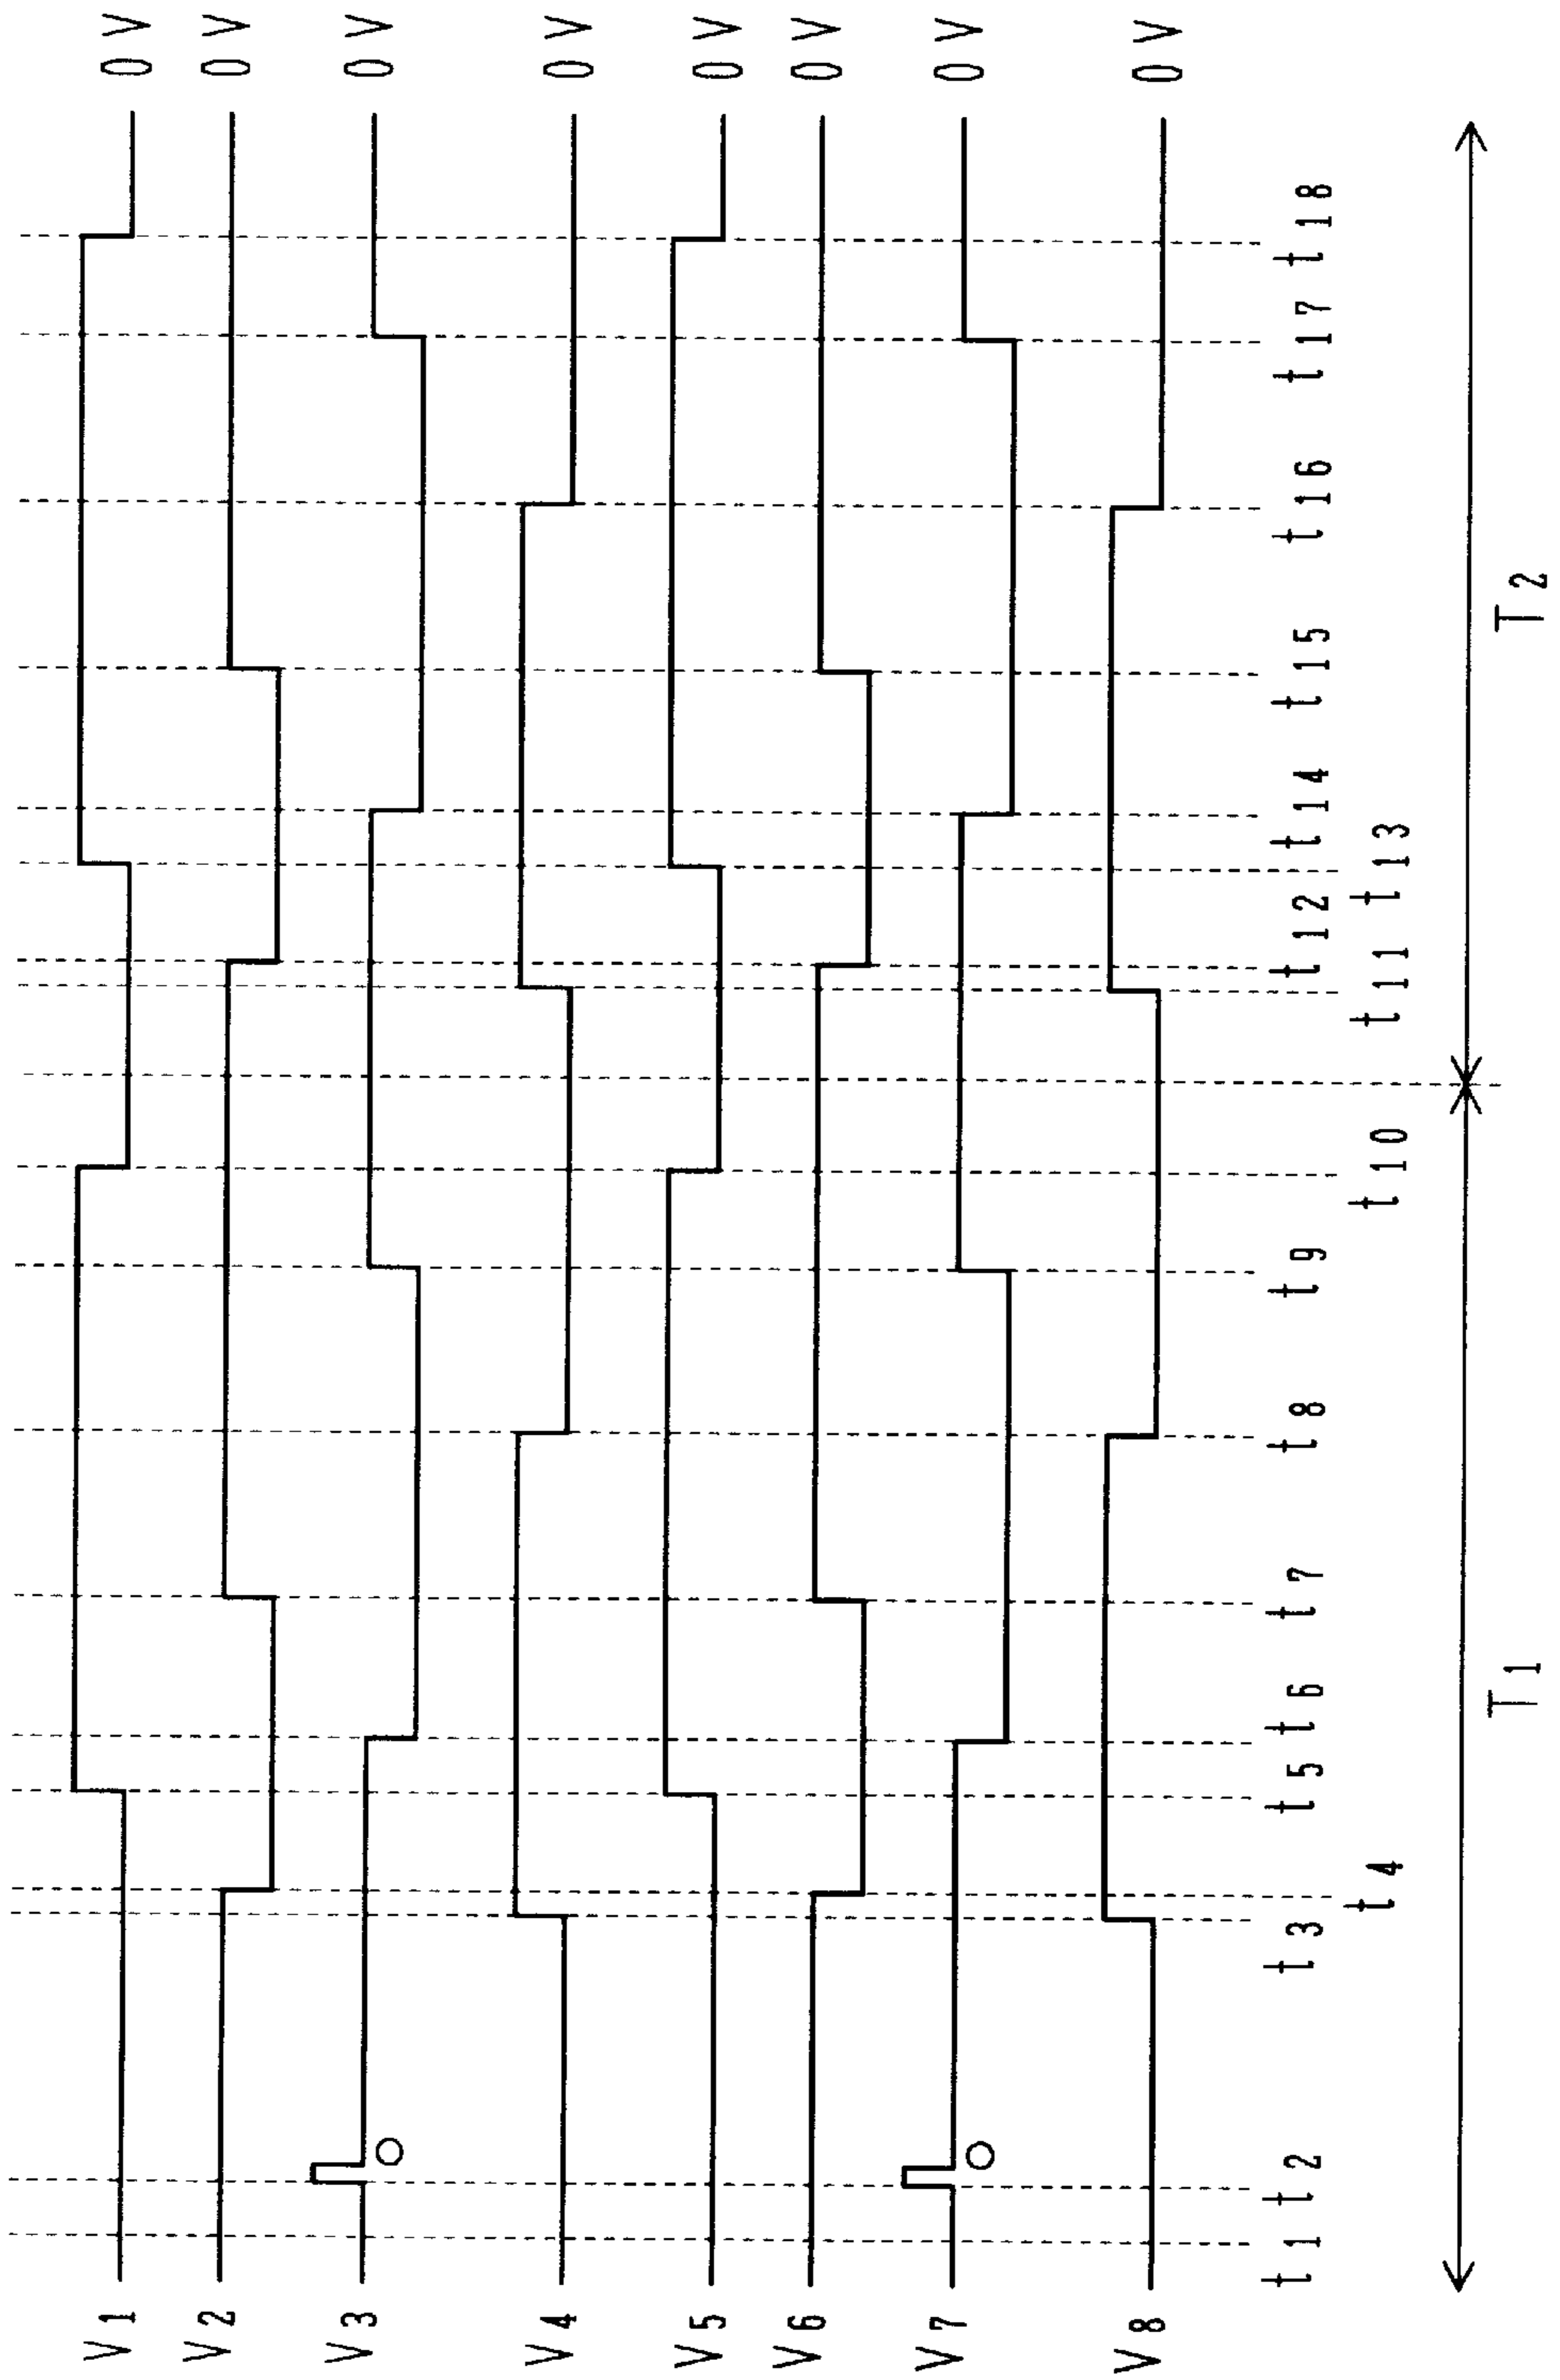 V1 0V
V2 0V
V3 0V
V4 0V
V5 0V
V6 0V
V7 0V
V8 0V
t1 t2 t3 t4 t5 t6 t7 t8 t9 t10 t11 t12 t13 t14 t15 t16 t17 t18
T1 T2